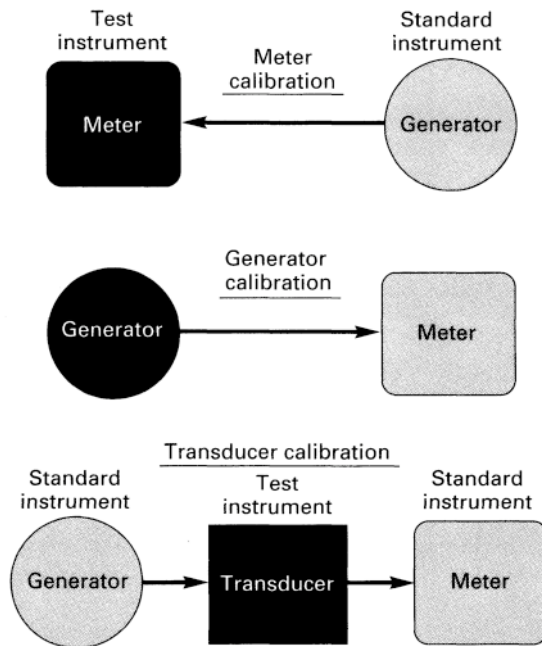 Test
instrument
Standard
instrument
Meter
calibration
Meter
Generator
Generator
calibration
Generator
Meter
Transducer calibration
Standard
instrument
Test
instrument
Standard
instrument
Generator
Transducer
Meter